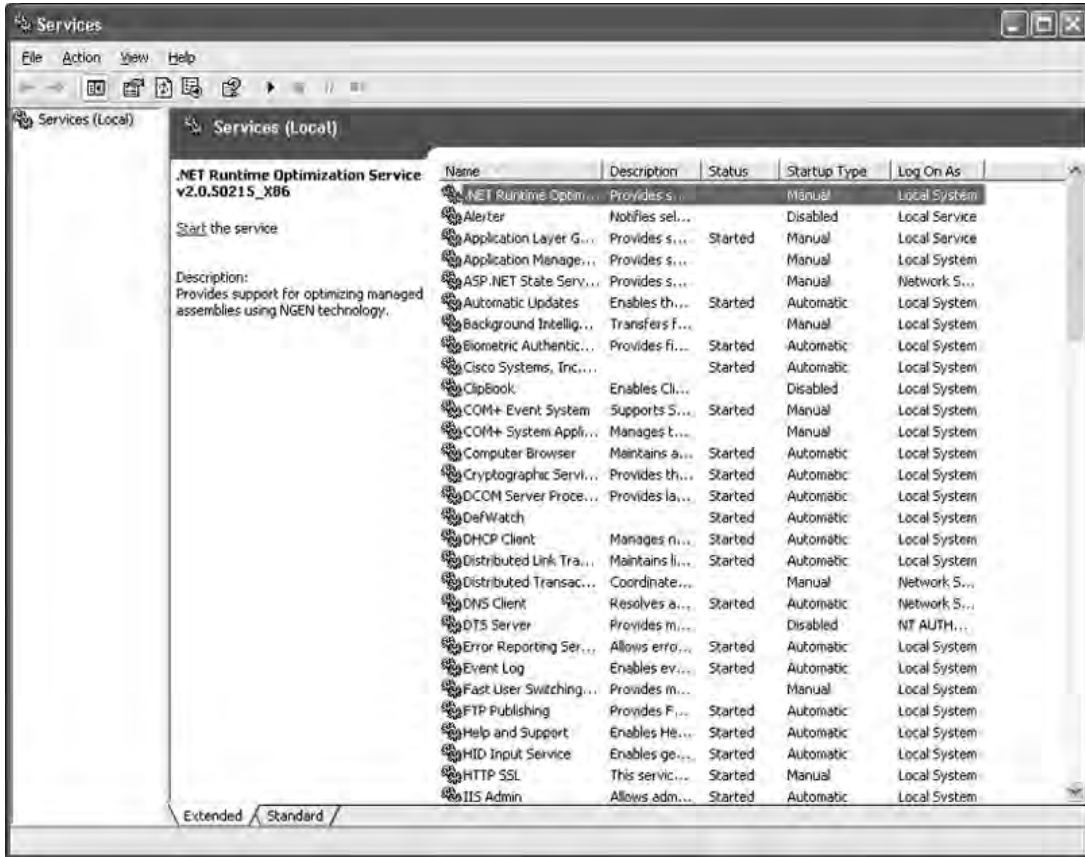 Services
File Action View Help
Services (Local)
Services (Local)
.NET Runtime Optimization Service
v2.0.50215_X86
Start the service
Description:
Provides support for optimizing managed
assemblies using NGEN technology.
Name Description Status Startup Type Log On As
.NET Runtime Optim... Provides s... Manual Local System
Alerter Notifies sel... Disabled Local Service
Application Layer G... Provides s... Started Manual Local Service
Application Manage... Provides s... Manual Local System
ASP.NET State Serv... Provides s... Manual Network S...
Automatic Updates Enables th... Started Automatic Local System
Background Intellig... Transfers f... Manual Local System
Biometric Authentic... Provides fi... Started Automatic Local System
Cisco Systems, Inc.... Started Automatic Local System
ClipBook Enables Cli... Disabled Local System
COM+ Event System Supports S... Started Manual Local System
COM+ System Appli... Manages t... Manual Local System
Computer Browser Maintains a... Started Automatic Local System
Cryptographic Servi... Provides th... Started Automatic Local System
DCOM Server Proce... Provides la... Started Automatic Local System
DefWatch Started Automatic Local System
DHCP Client Manages n... Started Automatic Local System
Distributed Link Tra... Maintains li... Started Automatic Local System
Distributed Transac... Coordinate... Manual Network S...
DNS Client Resolves a... Started Automatic Network S...
DTS Server Provides m... Disabled NT AUTH...
Error Reporting Ser... Allows erro... Started Automatic Local System
Event Log Enables ev... Started Automatic Local System
Fast User Switching... Provides m... Manual Local System
FTP Publishing Provides F... Started Automatic Local System
Help and Support Enables He... Started Automatic Local System
HID Input Service Enables ge... Started Automatic Local System
HTTP SSL This servic... Started Manual Local System
IIS Admin Allows adm... Started Automatic Local System
Extended Standard